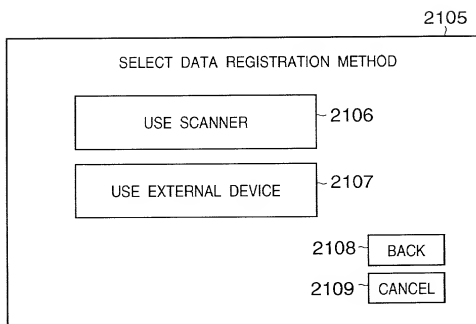 2105
SELECT DATA REGISTRATION METHOD
USE SCANNER 2106
USE EXTERNAL DEVICE 2107
2108 BACK
2109 CANCEL